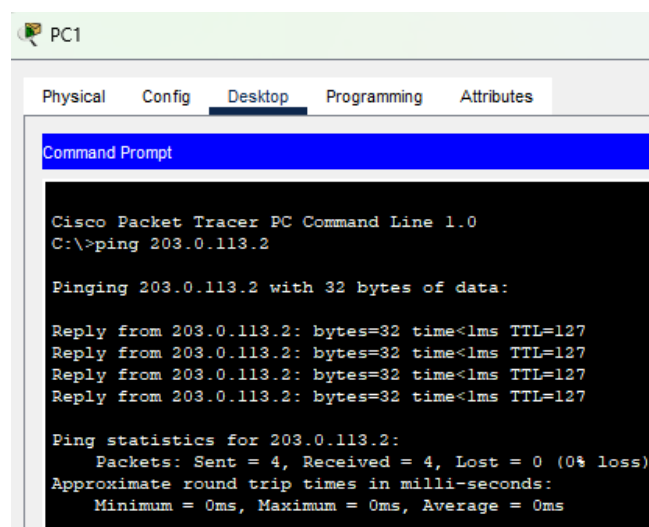 PC1
Physical Config Desktop Programming Attributes
Command Prompt
Cisco Packet Tracer PC Command Line 1.0
C:\>ping 203.0.113.2
Pinging 203.0.113.2 with 32 bytes of data:
Reply from 203.0.113.2: bytes=32 time<1ms TTL=127
Reply from 203.0.113.2: bytes=32 time<1ms TTL=127
Reply from 203.0.113.2: bytes=32 time<1ms TTL=127
Reply from 203.0.113.2: bytes=32 time<1ms TTL=127
Ping statistics for 203.0.113.2:
Packets: Sent = 4, Received = 4, Lost = 0 (0% loss)
Approximate round trip times in milli-seconds:
Minimum = 0ms, Maximum = 0ms, Average = 0ms